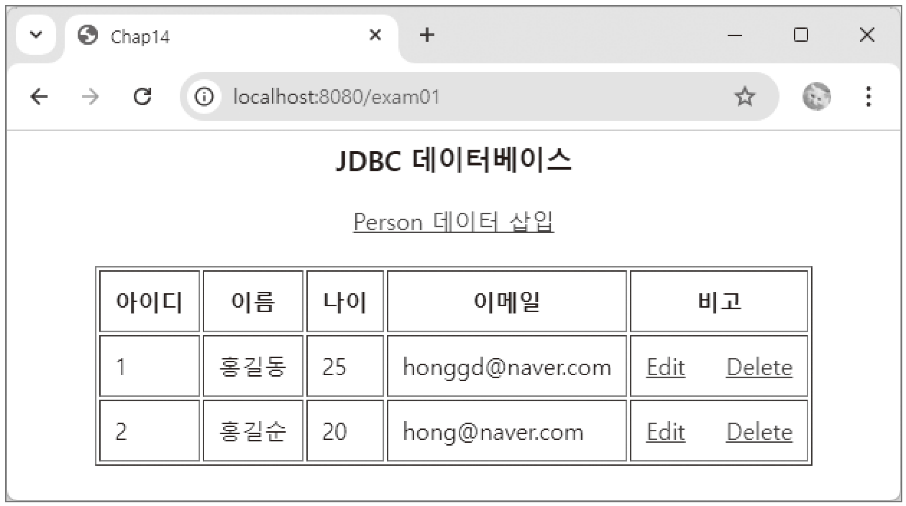 Chap14
localhost:8080/exam01
JDBC 데이터베이스
Person 데이터 삽입
아이디 이름 나이 이메일 비고
1 홍길동 25 honggd@naver.com Edit Delete
2 홍길순 20 hong@naver.com Edit Delete